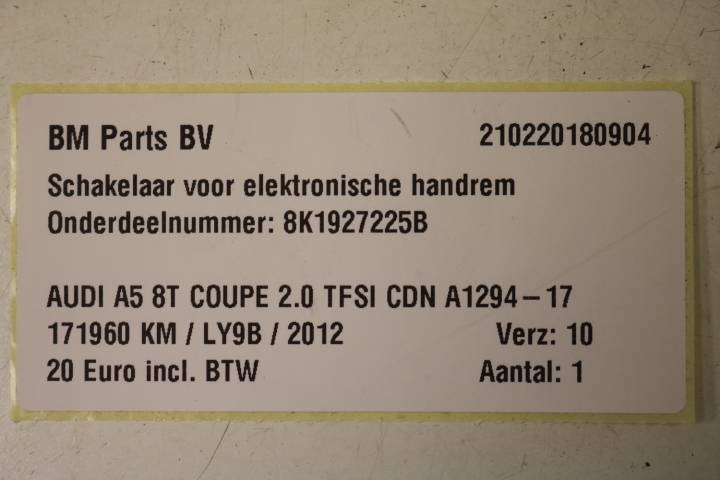 BM Parts BV 210220180904
Schakelaar voor elektronische handrem
Onderdeelnummer: 8K1927225B
AUDI A5 8T COUPE 2.0 TFSI CDN A1294-17
171960 KM / LY9B / 2012 Verz: 10
20 Euro incl. BTW Aantal: 1